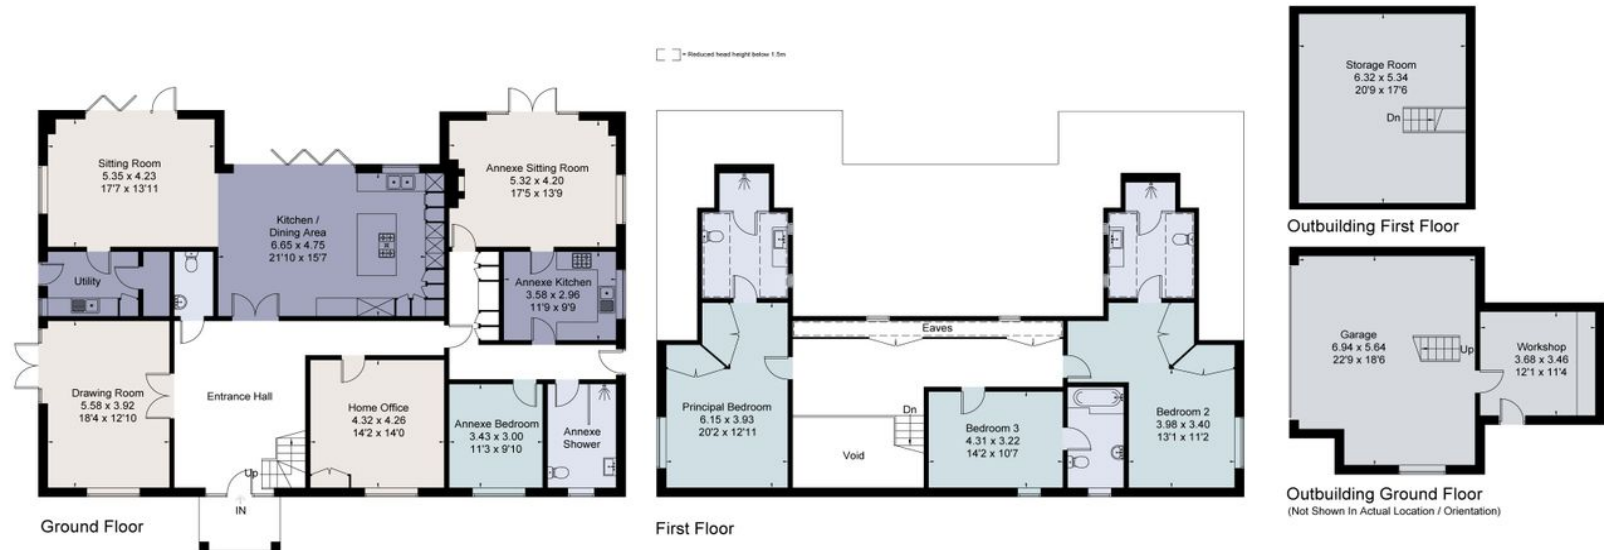 = Reduced head height below 1.5m
Sitting Room
5.35 x 4.23
17'7 x 13'11
Kitchen /
Dining Area
6.65 x 4.75
21'10 x 15'7
Annexe Sitting Room
5.32 x 4.20
17'5 x 13'9
Utility
Annexe Kitchen
3.58 x 2.96
11'9 x 9'9
Drawing Room
5.58 x 3.92
18'4 x 12'10
Entrance Hall
Home Office
4.32 x 4.26
14'2 x 14'0
Annexe Bedroom
3.43 x 3.00
11'3 x 9'10
Annexe
Shower
Up
IN
Ground Floor
Eaves
Principal Bedroom
6.15 x 3.93
20'2 x 12'11
Dn
Void
Bedroom 3
4.31 x 3.22
14'2 x 10'7
Bedroom 2
3.98 x 3.40
13'1 x 11'2
First Floor
Storage Room
6.32 x 5.34
20'9 x 17'6
Dn
Outbuilding First Floor
Garage
6.94 x 5.64
22'9 x 18'6
Up
Workshop
3.68 x 3.46
12'1 x 11'4
Outbuilding Ground Floor
(Not Shown In Actual Location / Orientation)